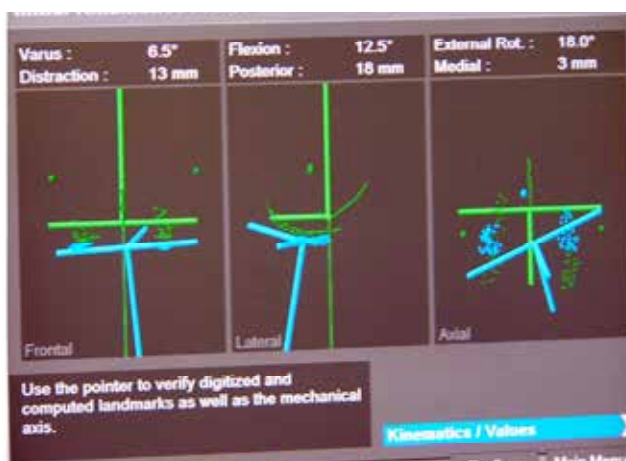 Varus : 6.5°
Distraction : 13 mm
Flexion : 12.5°
Posterior : 18 mm
External Rot. : 18.0°
Medial : 3 mm
Frontal
Lateral
Axial
Use the pointer to verify digitized and
computed landmarks as well as the mechanical
axis.
Kinematics / Values
Main Menu